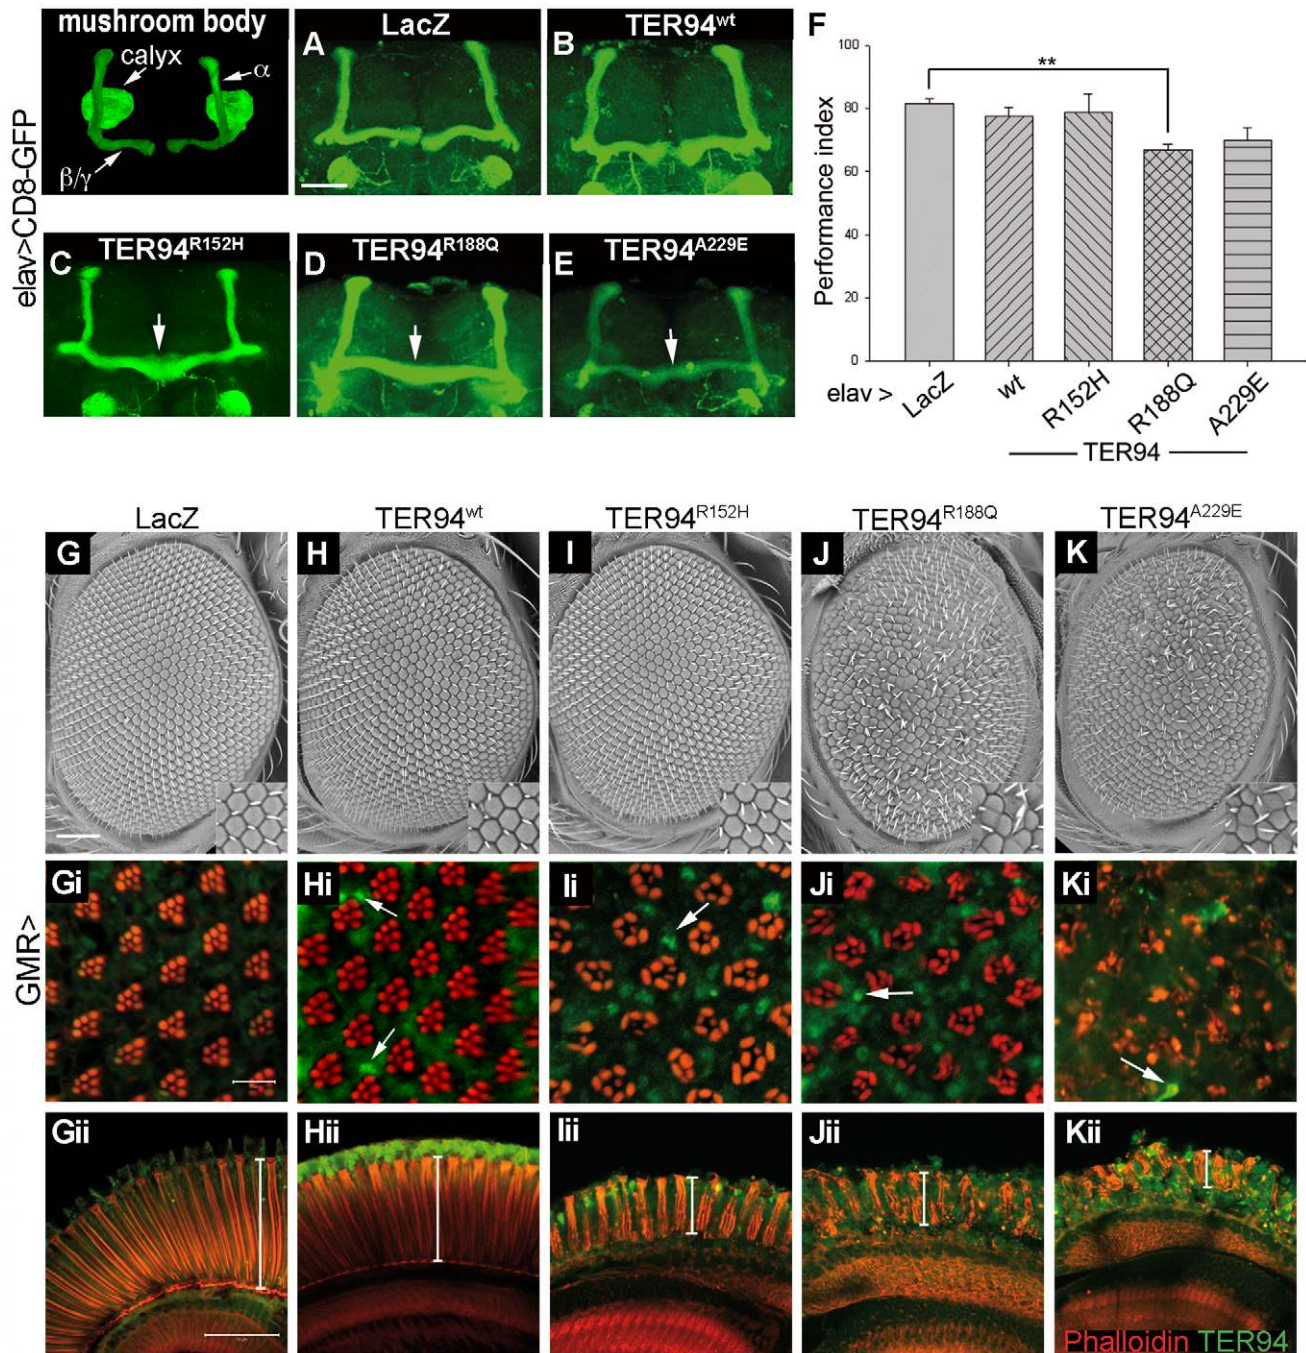 mushroom body
calyx
α
β/γ
elav>CD8-GFP
A
LacZ
B
TER94wt
C
TER94R152H
D
TER94R188Q
E
TER94A229E
F
100
80
60
40
20
0
Performance index
**
elav >
LacZ
wt
R152H
R188Q
A229E
TER94
LacZ
TER94wt
TER94R152H
TER94R188Q
TER94A229E
G
H
I
J
K
GMR>
Gi
Hi
Ii
Ji
Ki
Gii
Hii
Iii
Jii
Kii
Phalloidin TER94